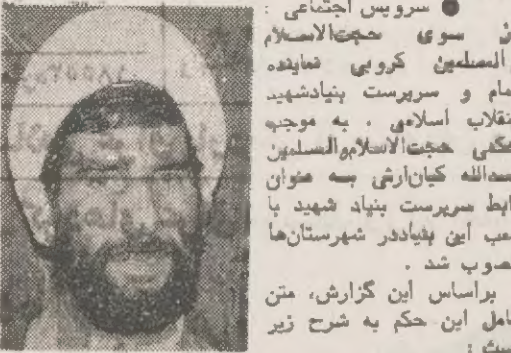 ● سرویس اجتماعی :
از سوی حجت‌الاسلام
والمسلمین کروبی نماینده
امام و سرپرست بنیادشهید
انقلاب اسلامی ، به موجب
حکمی حجت‌الاسلام‌والمسلمین
اسدالله کیان‌ارثی به عنوان
رابط سرپرست بنیاد شهید با
شعب این بنیاددر شهرستان‌ها
منصوب شد .
براساس این گزارش، متن
کامل این حکم به شرح زیر
است :